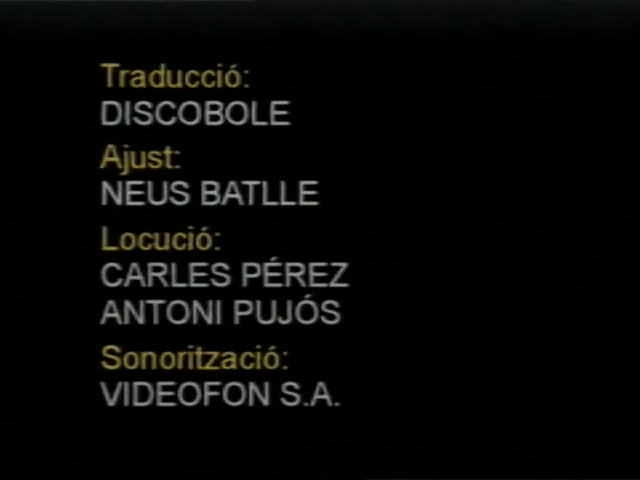 Traducció:
DISCOBOLE
Ajust:
NEUS BATLLE
Locució:
CARLES PÉREZ
ANTONI PUJÓS
Sonorització:
VIDEOFON S.A.